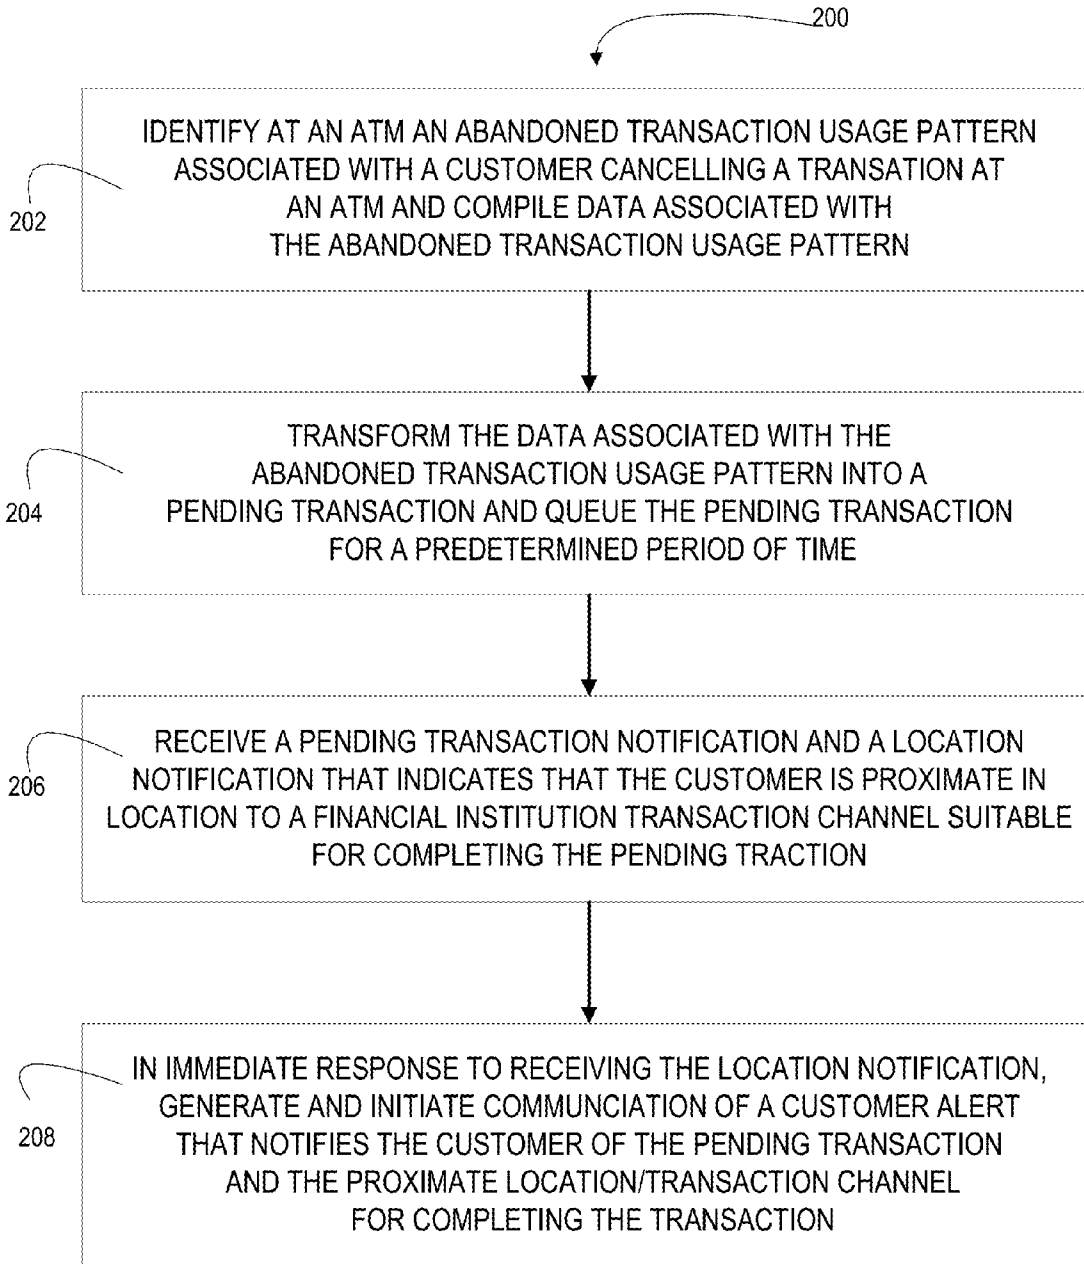 200
IDENTIFY AT AN ATM AN ABANDONED TRANSACTION USAGE PATTERN
ASSOCIATED WITH A CUSTOMER CANCELLING A TRANSATION AT
AN ATM AND COMPILE DATA ASSOCIATED WITH
THE ABANDONED TRANSACTION USAGE PATTERN
202
TRANSFORM THE DATA ASSOCIATED WITH THE
ABANDONED TRANSACTION USAGE PATTERN INTO A
PENDING TRANSACTION AND QUEUE THE PENDING TRANSACTION
FOR A PREDETERMINED PERIOD OF TIME
204
RECEIVE A PENDING TRANSACTION NOTIFICATION AND A LOCATION
NOTIFICATION THAT INDICATES THAT THE CUSTOMER IS PROXIMATE IN
LOCATION TO A FINANCIAL INSTITUTION TRANSACTION CHANNEL SUITABLE
FOR COMPLETING THE PENDING TRACTION
206
IN IMMEDIATE RESPONSE TO RECEIVING THE LOCATION NOTIFICATION,
GENERATE AND INITIATE COMMUNCIATION OF A CUSTOMER ALERT
THAT NOTIFIES THE CUSTOMER OF THE PENDING TRANSACTION
AND THE PROXIMATE LOCATION/TRANSACTION CHANNEL
FOR COMPLETING THE TRANSACTION
208